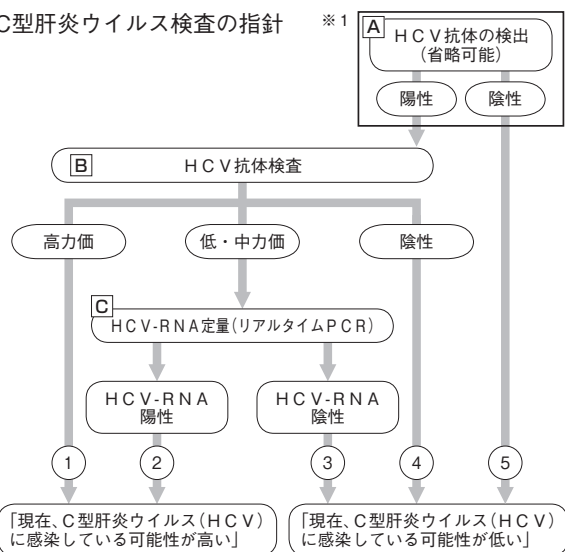 C型肝炎ウイルス検査の指針
※1
A
HCV抗体の検出
(省略可能)
陽性
陰性
B
HCV抗体検査
高力価
低・中力価
陰性
C
HCV-RNA定量(リアルタイムPCR)
HCV-RNA
陽性
HCV-RNA
陰性
1
2
3
4
5
「現在、C型肝炎ウイルス(HCV)
に感染している可能性が高い」
「現在、C型肝炎ウイルス(HCV)
に感染している可能性が低い」